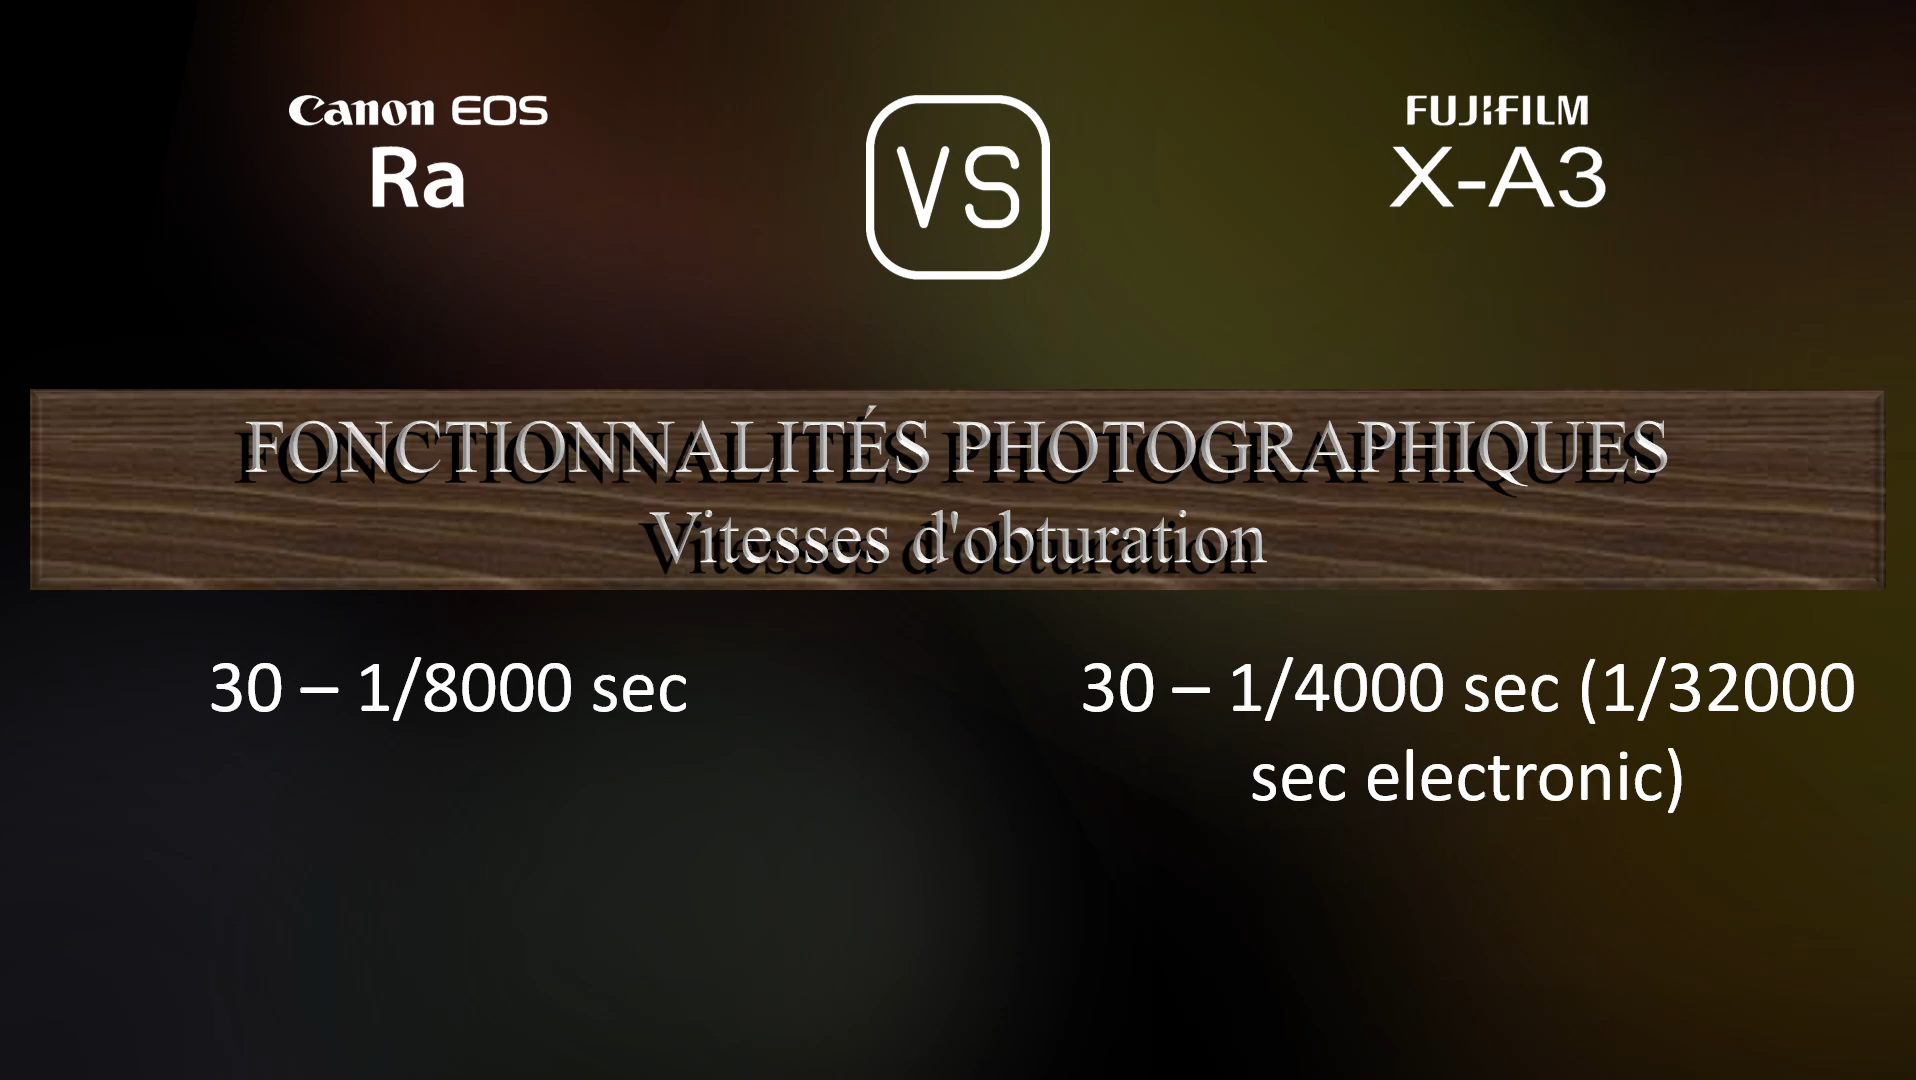 Canon EOS
Ra
VS
FUJIFILM
X-A3
FONCTIONNALITÉS PHOTOGRAPHIQUES
Vitesses d'obturation
30 – 1/8000 sec
30 – 1/4000 sec (1/32000
sec electronic)